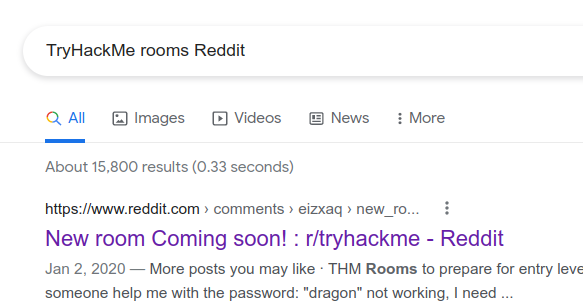 TryHackMe rooms Reddit
All Images Videos News More
About 15,800 results (0.33 seconds)
https://www.reddit.com › comments › eizxaq › new_ro...
New room Coming soon! : r/tryhackme - Reddit
Jan 2, 2020 — More posts you may like · THM Rooms to prepare for entry leve
someone help me with the password: "dragon" not working, I need ...